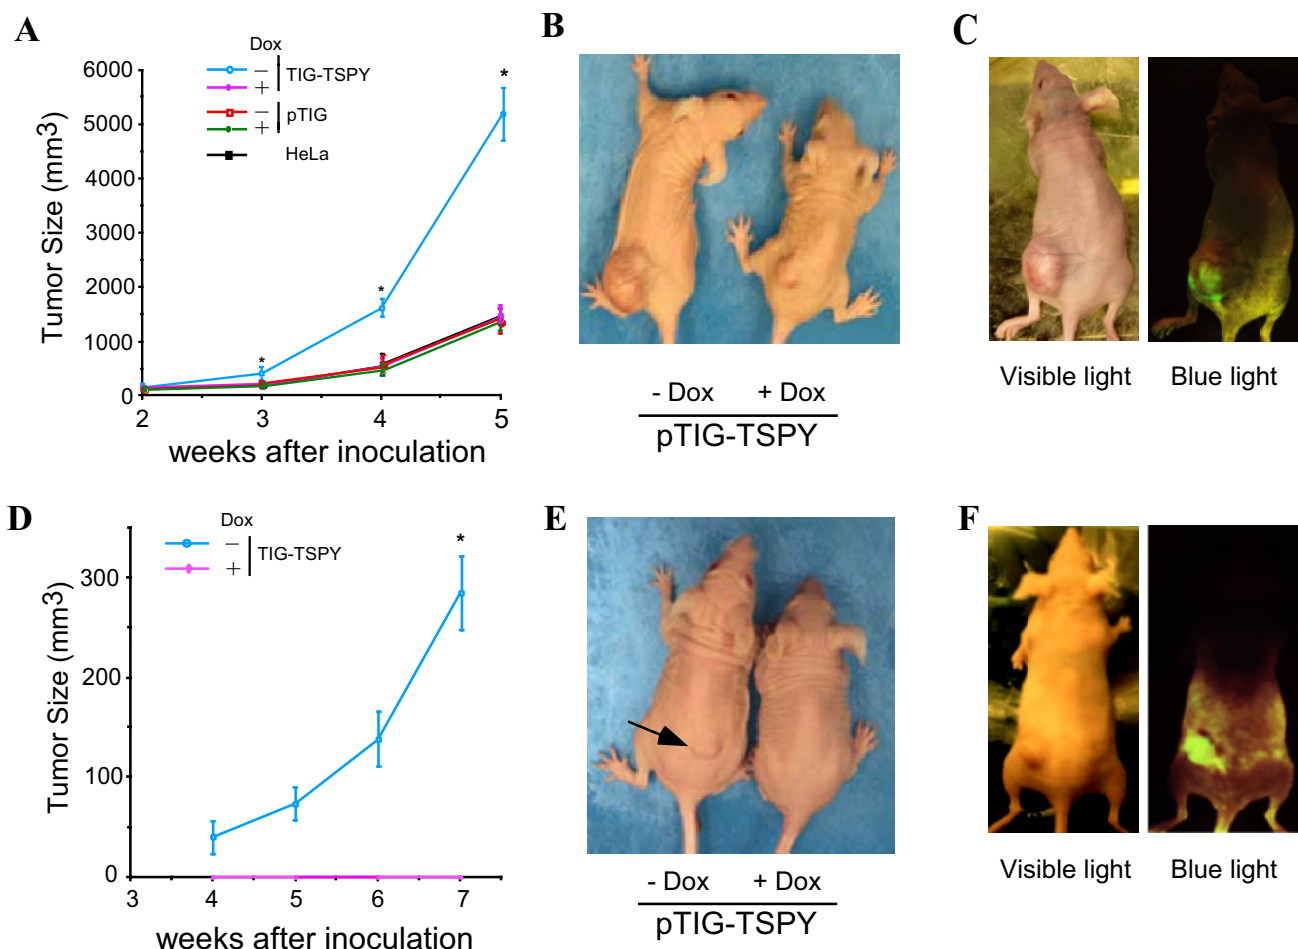 A
Dox
− TIG-TSPY
+
− pTIG
+
HeLa
*
*
*
6000
5000
4000
3000
2000
1000
0
Tumor Size (mm3)
2 3 4 5
weeks after inoculation
B
- Dox + Dox
pTIG-TSPY
C
Visible light Blue light
D
Dox
− TIG-TSPY
+
*
300
200
100
0
Tumor Size (mm3)
3 4 5 6 7
weeks after inoculation
E
- Dox + Dox
pTIG-TSPY
F
Visible light Blue light